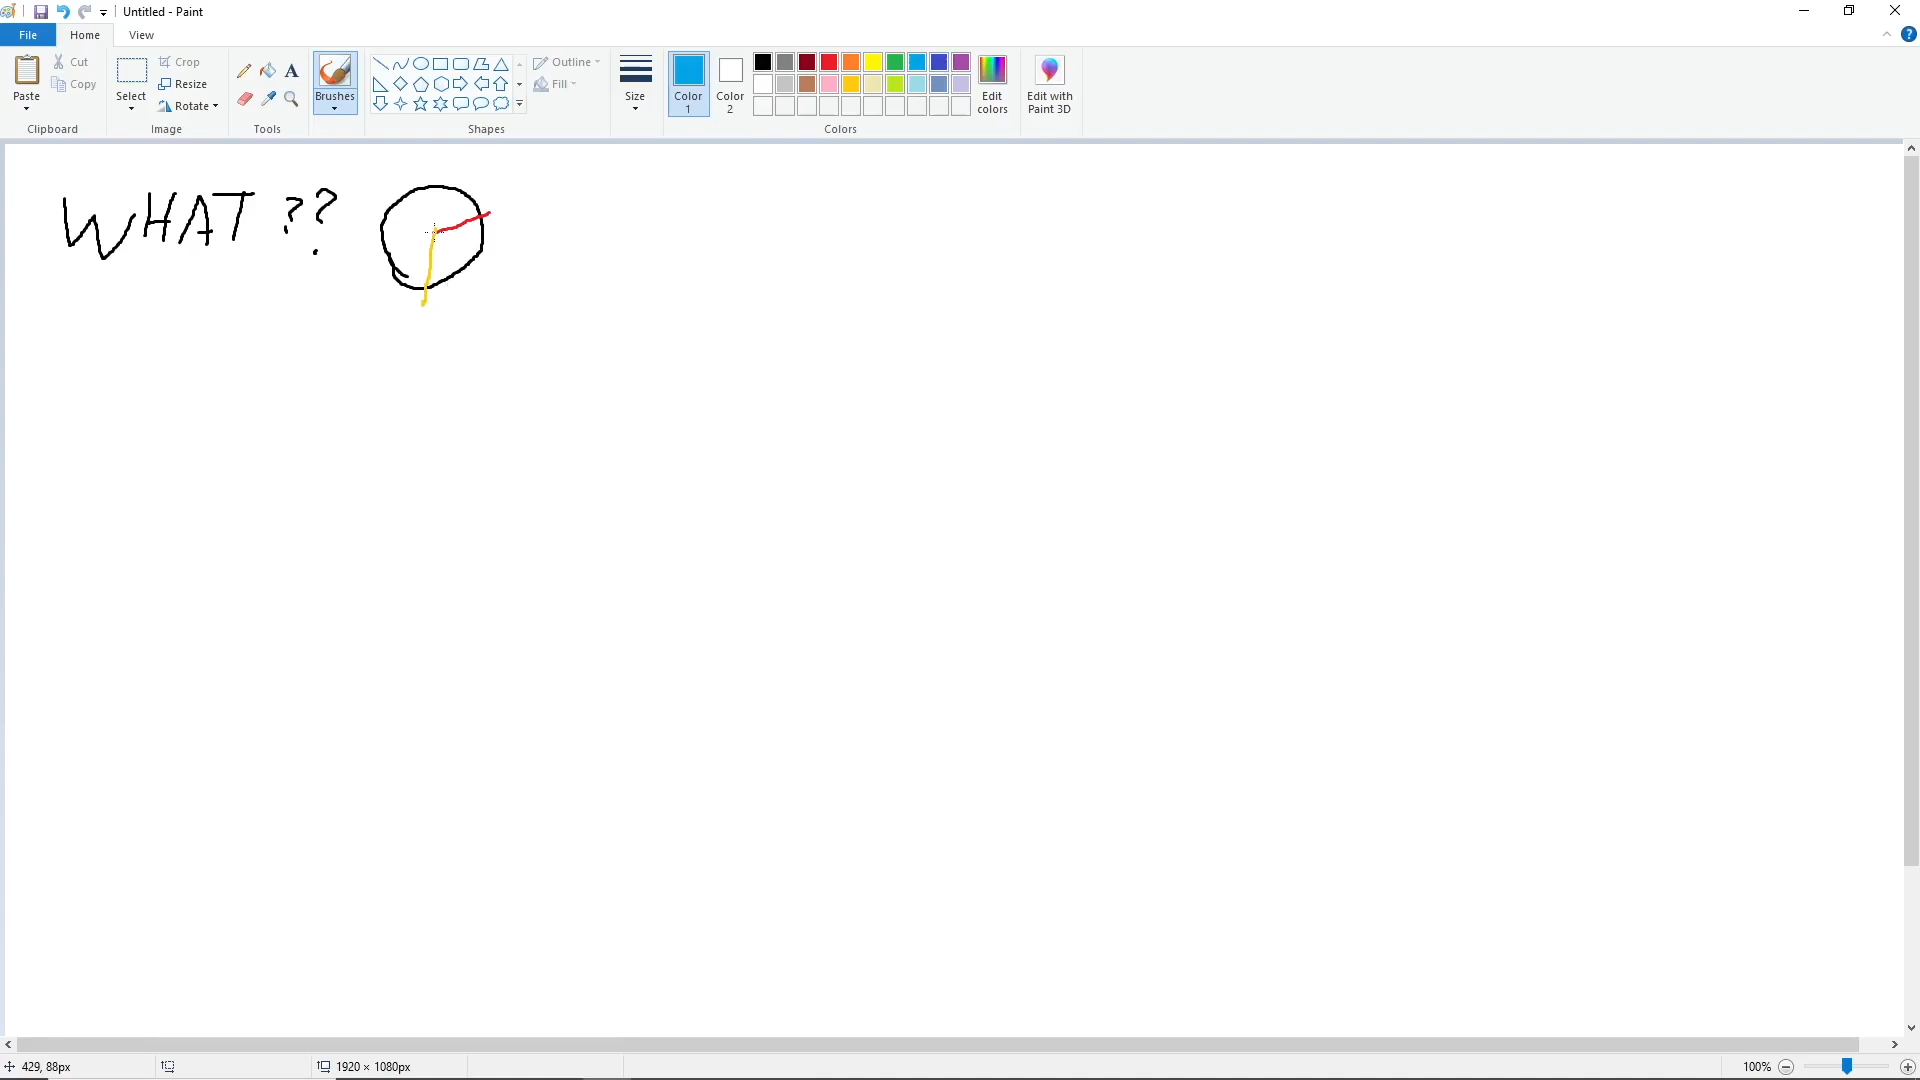 Untitled - Paint
File Home View
Paste
Cut
Copy
Clipboard
Select
Crop
Resize
Rotate
Image
A
Tools
Brushes
Shapes
Outline
Fill
Size
Color 1
Color 2
Colors
Edit colors
Edit with Paint 3D
WHAT ??
429, 88px
1920 × 1080px
100%